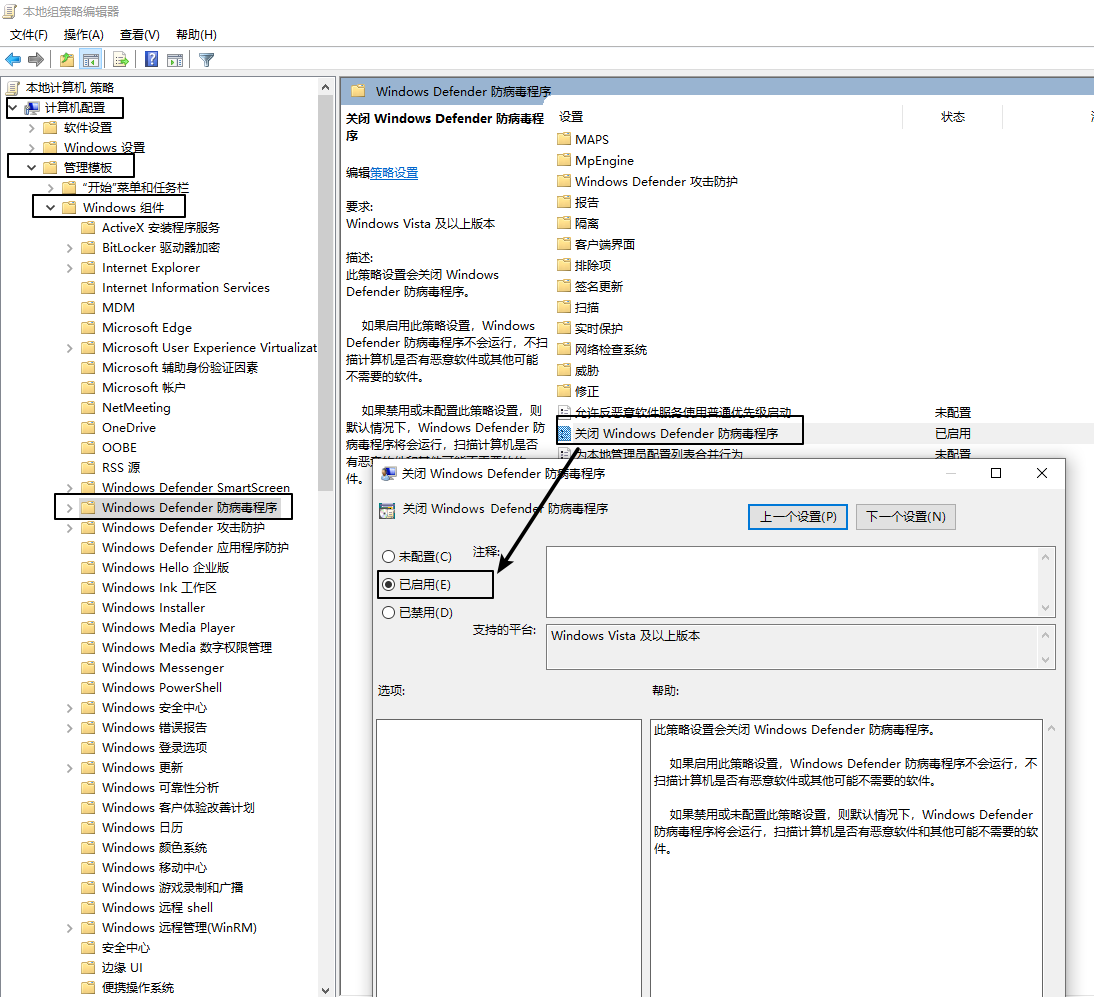 本地组策略编辑器
文件(F) 操作(A) 查看(V) 帮助(H)
本地计算机 策略
计算机配置
软件设置
Windows 设置
管理模板
"开始"菜单和任务栏
Windows 组件
ActiveX 安装程序服务
BitLocker 驱动器加密
Internet Explorer
Internet Information Services
MDM
Microsoft Edge
Microsoft User Experience Virtualizat
Microsoft 辅助身份验证因素
Microsoft 帐户
NetMeeting
OneDrive
OOBE
RSS 源
Windows Defender SmartScreen
Windows Defender 防病毒程序
Windows Defender 攻击防护
Windows Defender 应用程序防护
Windows Hello 企业版
Windows Ink 工作区
Windows Installer
Windows Media Player
Windows Media 数字权限管理
Windows Messenger
Windows PowerShell
Windows 安全中心
Windows 错误报告
Windows 登录选项
Windows 更新
Windows 可靠性分析
Windows 客户体验改善计划
Windows 日历
Windows 颜色系统
Windows 移动中心
Windows 游戏录制和广播
Windows 远程 shell
Windows 远程管理(WinRM)
安全中心
边缘 UI
便携操作系统
Windows Defender 防病毒程序
关闭 Windows Defender 防病毒程
序
编辑策略设置
要求:
Windows Vista 及以上版本
描述:
此策略设置会关闭 Windows
Defender 防病毒程序。
如果启用此策略设置，Windows
Defender 防病毒程序不会运行，不扫
描计算机是否有恶意软件或其他可能
不需要的软件。
如果禁用或未配置此策略设置，则
默认情况下，Windows Defender 防
病毒程序将会运行，扫描计算机是否
有恶意软件和其他可能不需要的软
件。
设置 状态
MAPS
MpEngine
Windows Defender 攻击防护
报告
隔离
客户端界面
排除项
签名更新
扫描
实时保护
网络检查系统
威胁
修正
允许反恶意软件服务使用普通优先级启动 未配置
关闭 Windows Defender 防病毒程序 已启用
为本地管理员配置列表合并行为 未配置
关闭 Windows Defender 防病毒程序
关闭 Windows Defender 防病毒程序
上一个设置(P) 下一个设置(N)
未配置(C) 注释:
已启用(E)
已禁用(D)
支持的平台: Windows Vista 及以上版本
选项: 帮助:
此策略设置会关闭 Windows Defender 防病毒程序。
如果启用此策略设置，Windows Defender 防病毒程序不会运行，不
扫描计算机是否有恶意软件或其他可能不需要的软件。
如果禁用或未配置此策略设置，则默认情况下，Windows Defender
防病毒程序将会运行，扫描计算机是否有恶意软件和其他可能不需要的软
件。